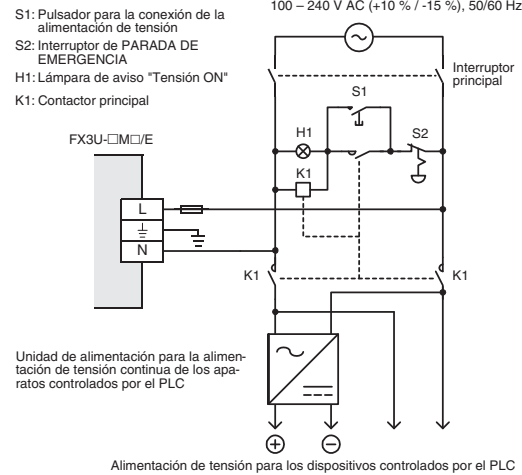 100 – 240 V AC (+10 % / -15 %), 50/60 Hz
S1: Pulsador para la conexión de la
alimentación de tensión
S2: Interruptor de PARADA DE
EMERGENCIA
H1: Lámpara de aviso "Tensión ON"
K1: Contactor principal
Interruptor
principal
S1
FX3U-□M□/E
H1
S2
K1
L
N
K1
K1
Unidad de alimentación para la alimen-
tación de tensión continua de los apa-
ratos controlados por el PLC
Alimentación de tensión para los dispositivos controlados por el PLC